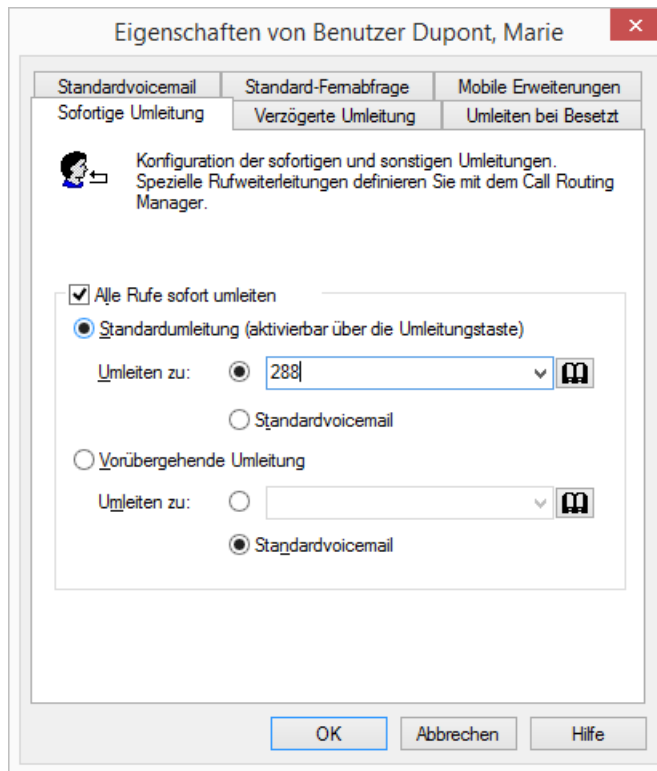 Eigenschaften von Benutzer Dupont, Marie
Standardvoicemail
Standard-Fernabfrage
Mobile Erweiterungen
Sofortige Umleitung
Verzögerte Umleitung
Umleiten bei Besetzt
Konfiguration der sofortigen und sonstigen Umleitungen.
Spezielle Rufweiterleitungen definieren Sie mit dem Call Routing
Manager.
Alle Rufe sofort umleiten
Standardumleitung (aktivierbar über die Umleitungstaste)
Umleiten zu:
288
Standardvoicemail
Vorübergehende Umleitung
Umleiten zu:
Standardvoicemail
OK
Abbrechen
Hilfe